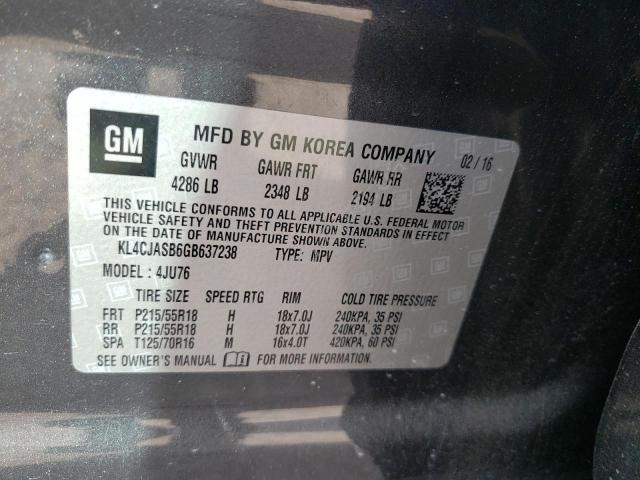 GM MFD BY GM KOREA COMPANY 02/16
GVWR GAWR FRT GAWR RR
4286 LB 2348 LB 2194 LB
THIS VEHICLE CONFORMS TO ALL APPLICABLE U.S. FEDERAL MOTOR
VEHICLE SAFETY AND THEFT PREVENTION STANDARDS IN EFFECT
ON THE DATE OF MANUFACTURE SHOWN ABOVE.
KL4CJASB6GB637238 TYPE: MPV
MODEL : 4JU76
TIRE SIZE SPEED RTG RIM COLD TIRE PRESSURE
FRT P215/55R18 H 18x7.0J 240KPA, 35 PSI
RR P215/55R18 H 18x7.0J 240KPA, 35 PSI
SPA T125/70R16 M 16x4.0T 420KPA, 60 PSI
SEE OWNER'S MANUAL FOR MORE INFORMATION